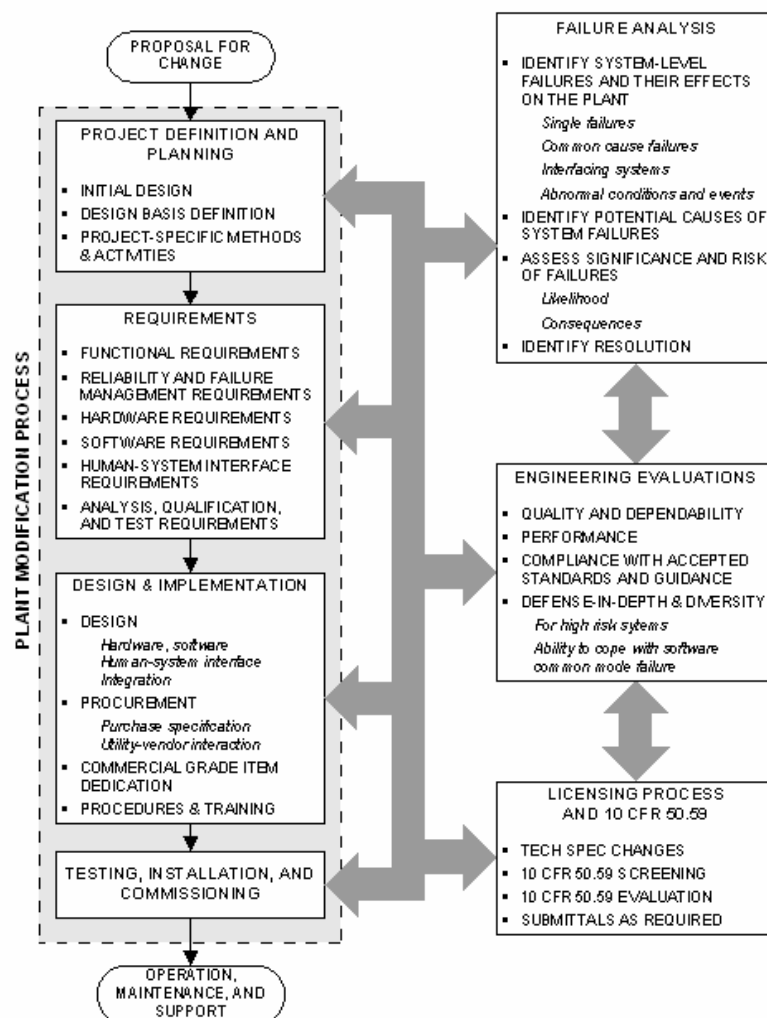 PROPOSAL FOR
CHANGE
PLANT MODIFICATION PROCESS
PROJECT DEFINITION AND
PLANNING
▪ INITIAL DESIGN
▪ DESIGN BASIS DEFINITION
▪ PROJECT-SPECIFIC METHODS
& ACTIVITIES
REQUIREMENTS
▪ FUNCTIONAL REQUIREMENTS
▪ RELIABILITY AND FAILURE
MANAGEMENT REQUIREMENTS
▪ HARDWARE REQUIREMENTS
▪ SOFTWARE REQUIREMENTS
▪ HUMAN-SYSTEM INTERFACE
REQUIREMENTS
▪ ANALYSIS, QUALIFICATION,
AND TEST REQUIREMENTS
DESIGN & IMPLEMENTATION
▪ DESIGN
Hardware, software
Human-system interface
Integration
▪ PROCUREMENT
Purchase specification
Utility-vendor interaction
▪ COMMERCIAL GRADE ITEM
DEDICATION
▪ PROCEDURES & TRAINING
TESTING, INSTALLATION, AND
COMMISSIONING
OPERATION,
MAINTENANCE, AND
SUPPORT
FAILURE ANALYSIS
▪ IDENTIFY SYSTEM-LEVEL
FAILURES AND THEIR EFFECTS
ON THE PLANT
Single failures
Common cause failures
Interfacing systems
Abnormal conditions and events
▪ IDENTIFY POTENTIAL CAUSES OF
SYSTEM FAILURES
▪ ASSESS SIGNIFICANCE AND RISK
OF FAILURES
Likelihood
Consequences
▪ IDENTIFY RESOLUTION
ENGINEERING EVALUATIONS
▪ QUALITY AND DEPENDABILITY
▪ PERFORMANCE
▪ COMPLIANCE WITH ACCEPTED
STANDARDS AND GUIDANCE
▪ DEFENSE-IN-DEPTH & DIVERSITY
For high risk sytems
Ability to cope with software
common mode failure
LICENSING PROCESS
AND 10 CFR 50.59
▪ TECH SPEC CHANGES
▪ 10 CFR 50.59 SCREENING
▪ 10 CFR 50.59 EVALUATION
▪ SUBMITTALS AS REQUIRED